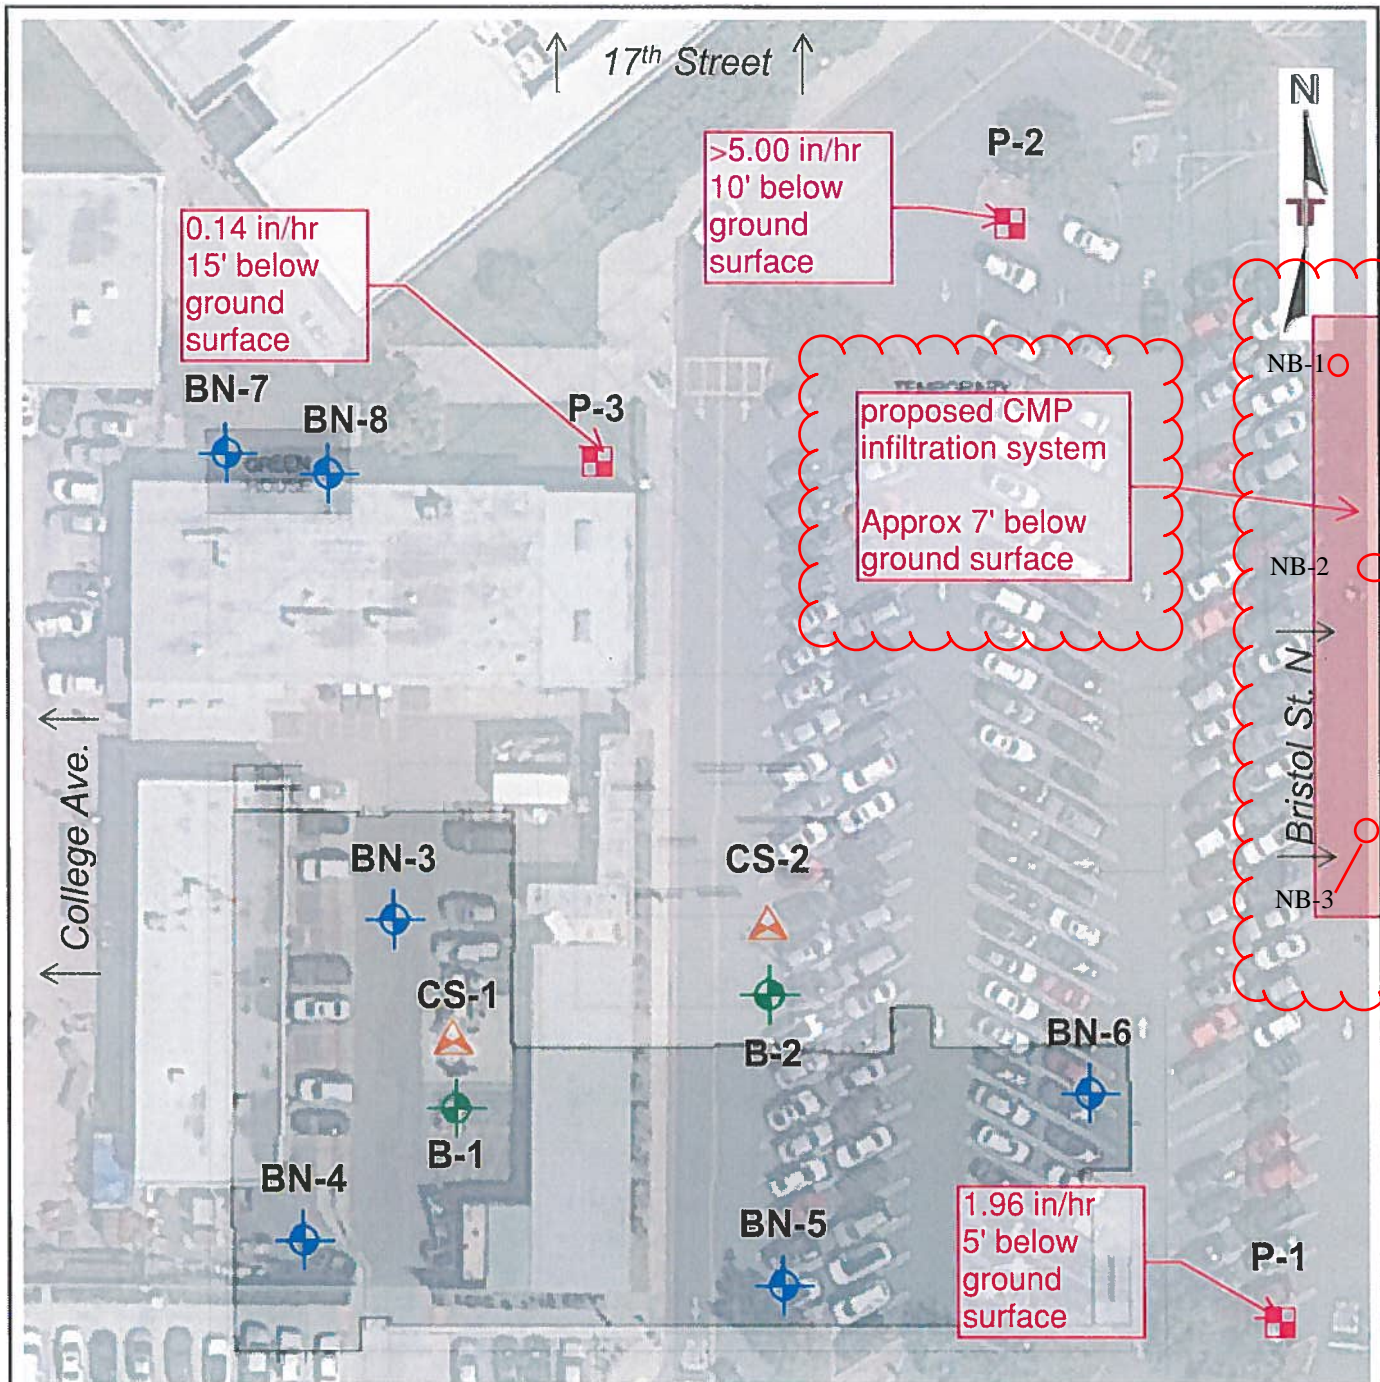 17th Street
N
P-2
>5.00 in/hr
10' below
ground
surface
0.14 in/hr
15' below
ground
surface
NB-1
BN-7
BN-8
P-3
TEMPORARY
proposed CMP
infiltration system
Approx 7' below
ground surface
GREEN
HOUSE
NB-2
Bristol St. N
College Ave.
BN-3
CS-2
NB-3
CS-1
B-2
BN-6
B-1
BN-4
BN-5
1.96 in/hr
5' below
ground
surface
P-1